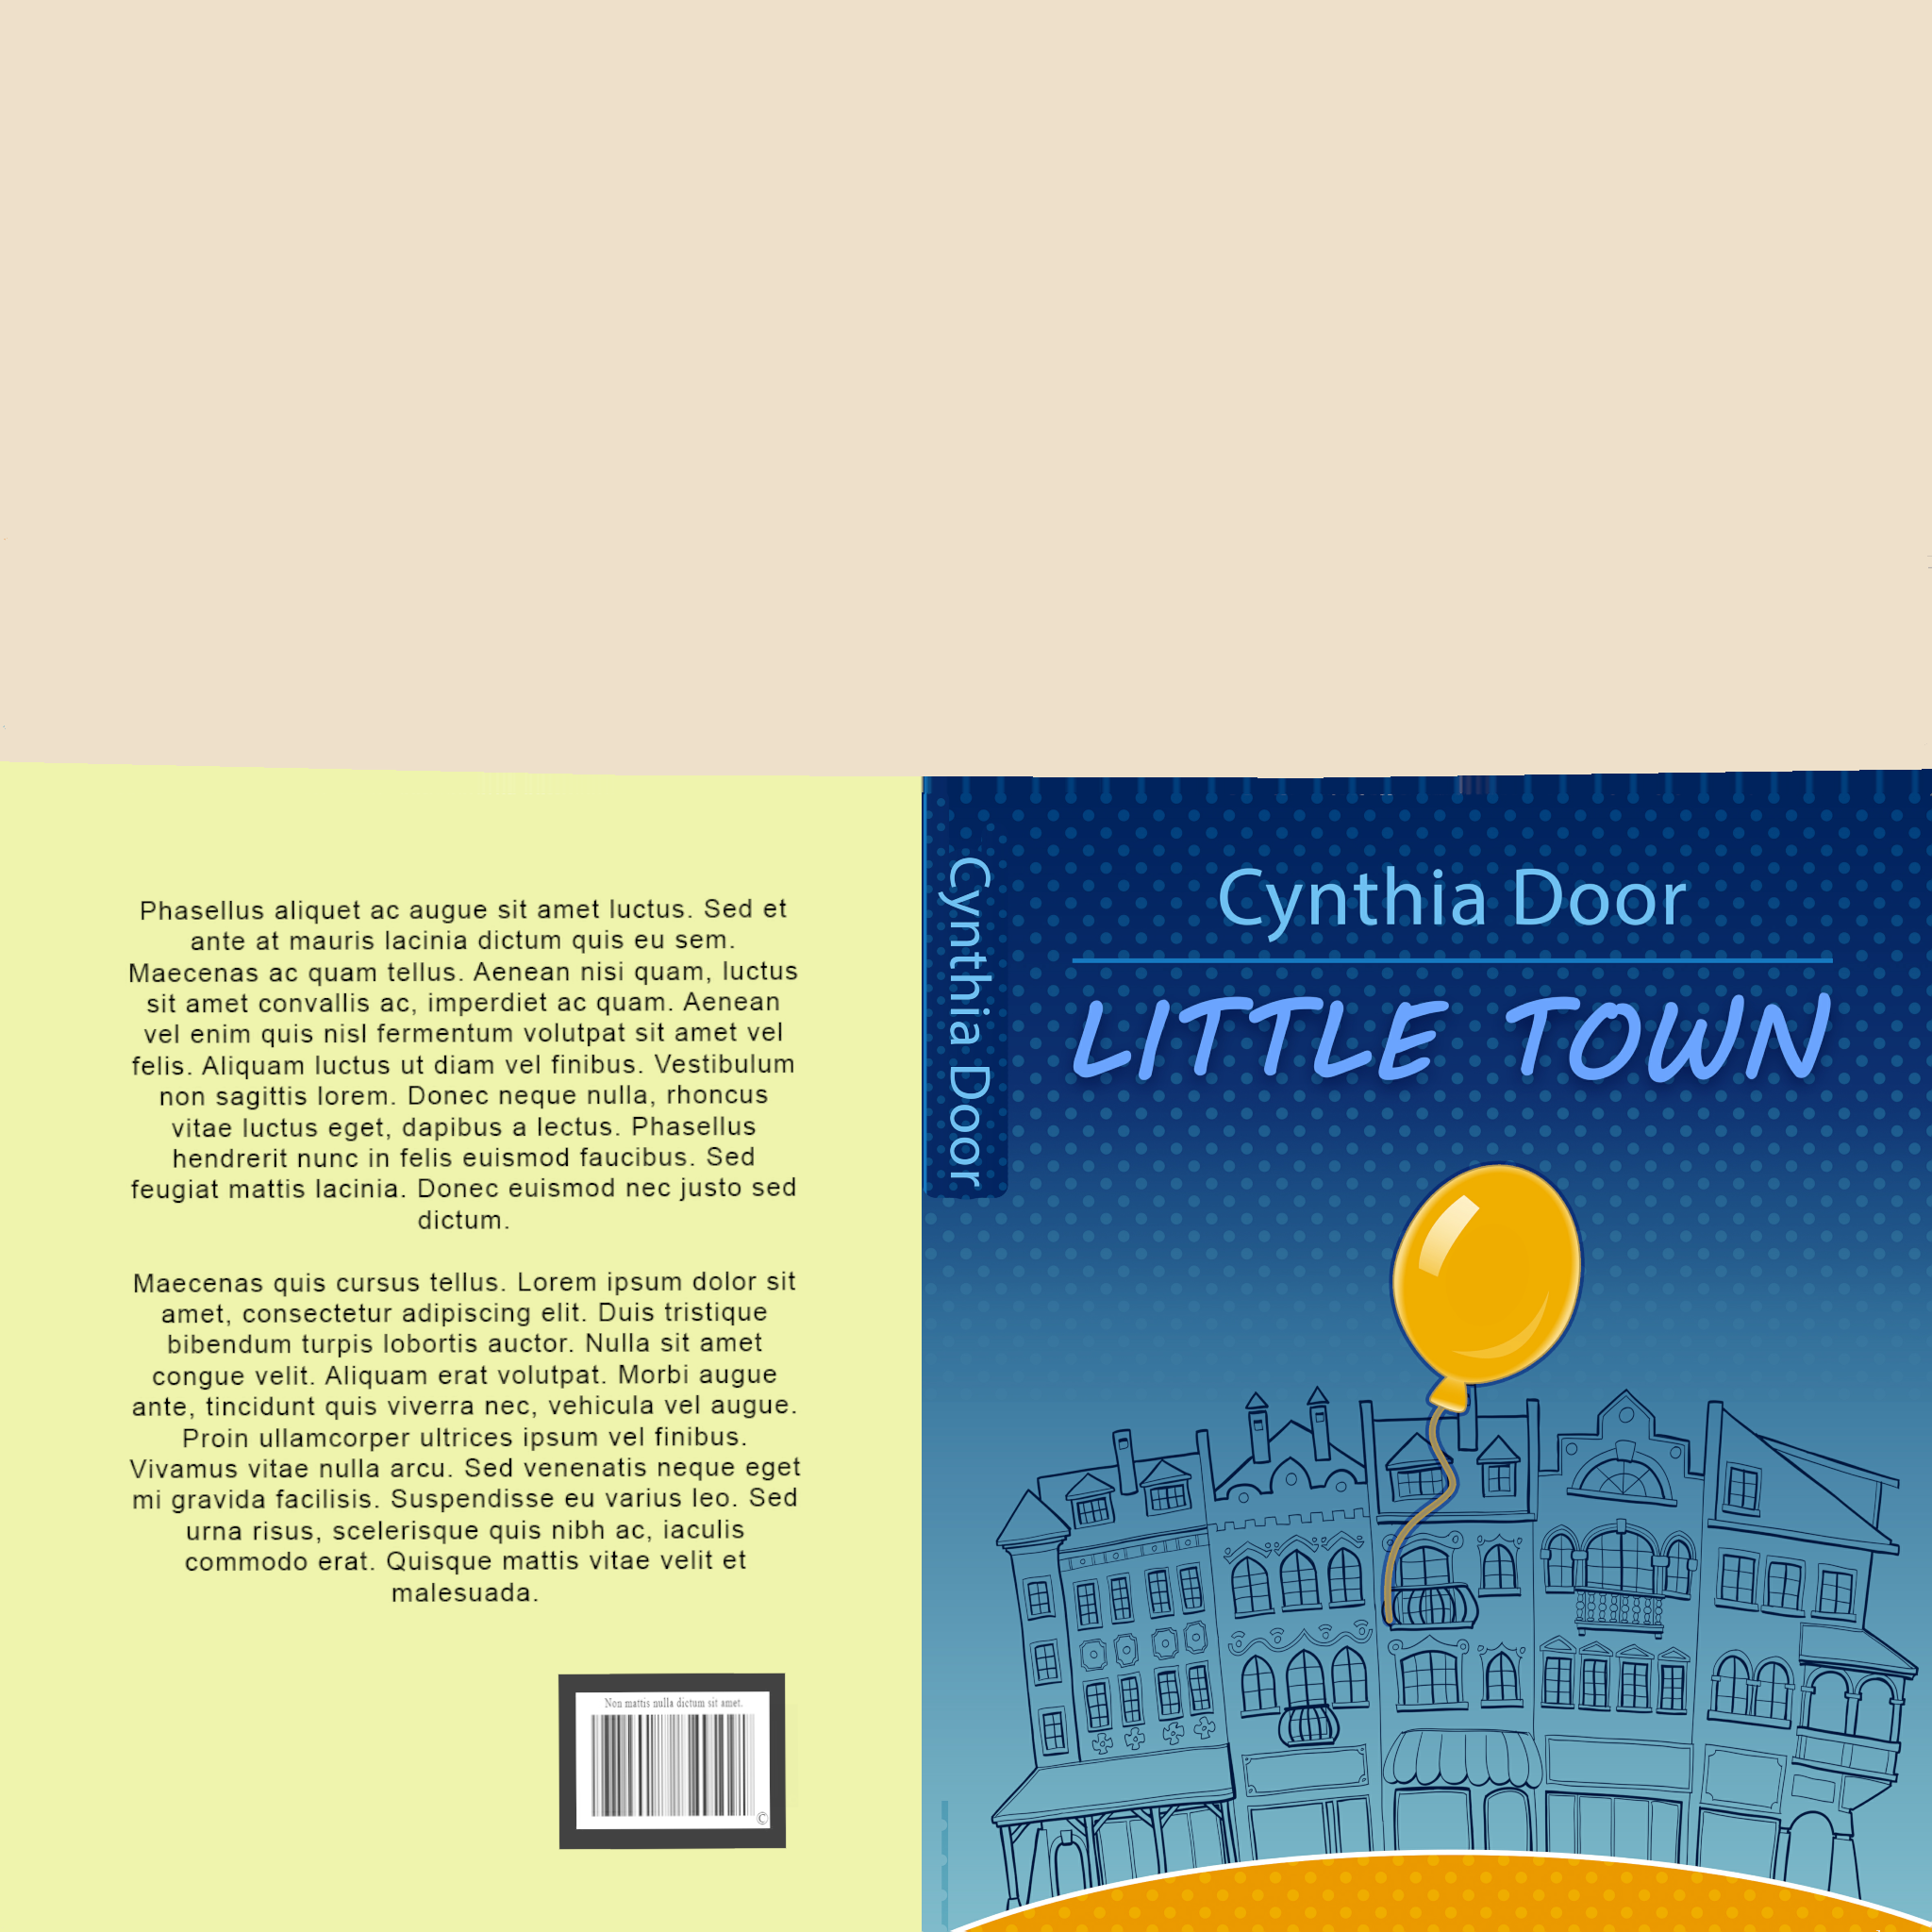 Phasellus aliquet ac augue sit amet luctus. Sed et
ante at mauris lacinia dictum quis eu sem.
Maecenas ac quam tellus. Aenean nisi quam, luctus
sit amet convallis ac, imperdiet ac quam. Aenean
vel enim quis nisl fermentum volutpat sit amet vel
felis. Aliquam luctus ut diam vel finibus. Vestibulum
non sagittis lorem. Donec neque nulla, rhoncus
vitae luctus eget, dapibus a lectus. Phasellus
hendrerit nunc in felis euismod faucibus. Sed
feugiat mattis lacinia. Donec euismod nec justo sed
dictum.
Maecenas quis cursus tellus. Lorem ipsum dolor sit
amet, consectetur adipiscing elit. Duis tristique
bibendum turpis lobortis auctor. Nulla sit amet
congue velit. Aliquam erat volutpat. Morbi augue
ante, tincidunt quis viverra nec, vehicula vel augue.
Proin ullamcorper ultrices ipsum vel finibus.
Vivamus vitae nulla arcu. Sed venenatis neque eget
mi gravida facilisis. Suspendisse eu varius leo. Sed
urna risus, scelerisque quis nibh ac, iaculis
commodo erat. Quisque mattis vitae velit et
malesuada.
Non mattis nulla dictum sit amet.
©
Cynthia Door
Cynthia Door
LITTLE TOWN